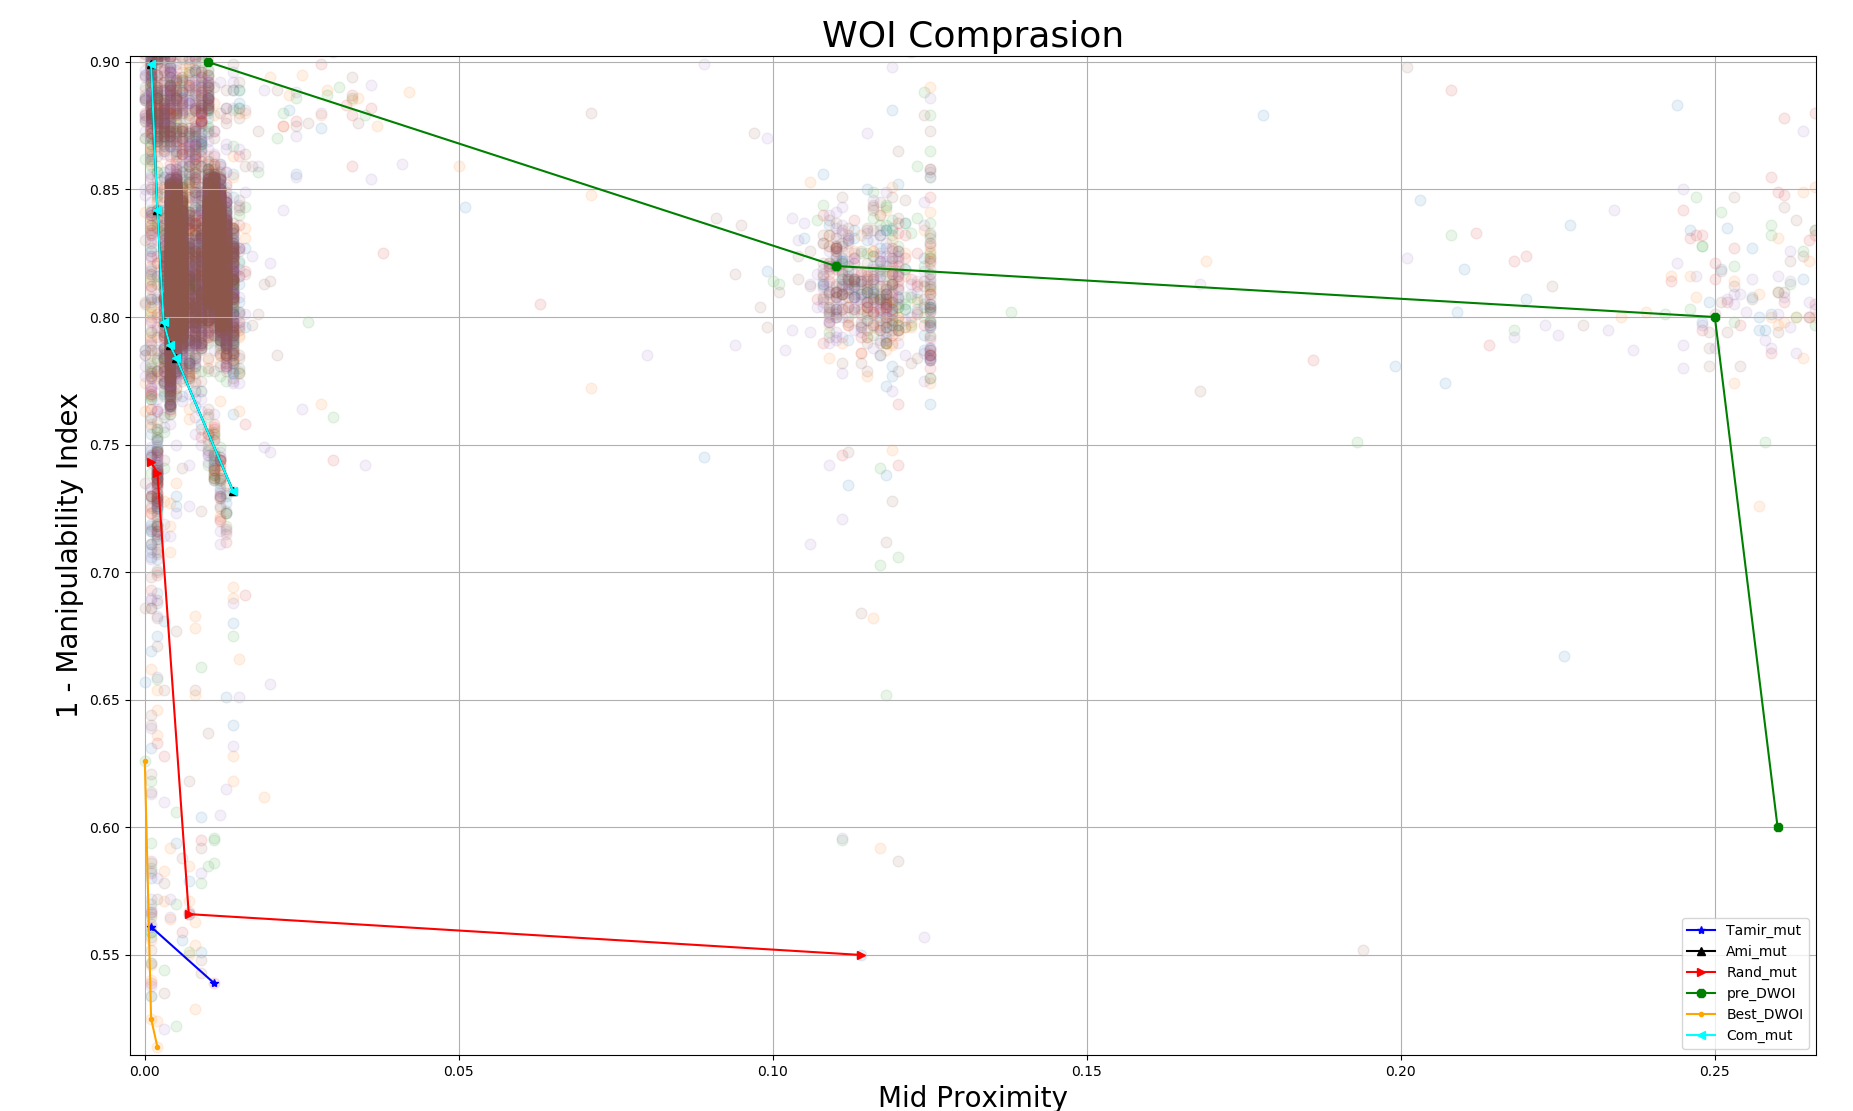 WOI Comprasion
1 - Manipulability Index
0.90
0.85
0.80
0.75
0.70
0.65
0.60
0.55
0.00
0.05
0.10
0.15
0.20
0.25
Mid Proximity
Tamir_mut
Ami_mut
Rand_mut
pre_DWOI
Best_DWOI
Com_mut